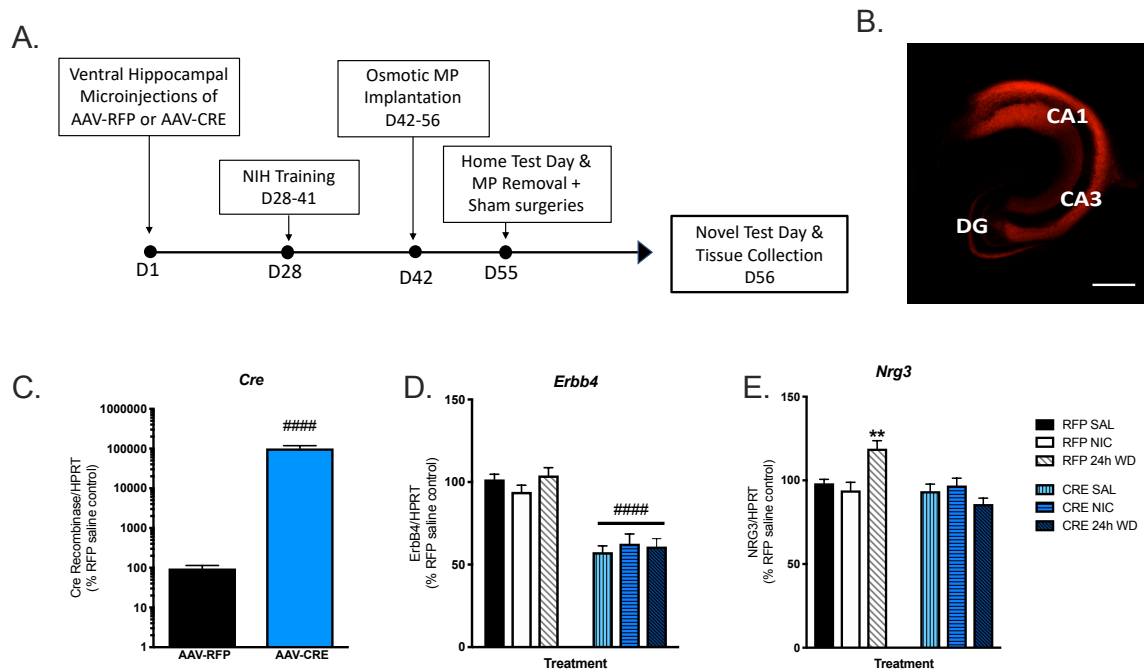 A.
Ventral Hippocampal
Microinjections of
AAV-RFP or AAV-CRE
NIH Training
D28-41
Osmotic MP
Implantation
D42-56
Home Test Day &
MP Removal +
Sham surgeries
Novel Test Day &
Tissue Collection
D56
D1
D28
D42
D55
B.
CA1
CA3
DG
C.
Cre
Cre Recombinase/HPRT
(% RFP saline control)
1000000
100000
10000
1000
100
10
1
####
AAV-RFP
AAV-CRE
D.
Erbb4
ErbB4/HPRT
(% RFP saline control)
150
100
50
0
####
Treatment
E.
Nrg3
NRG3/HPRT
(% RFP saline control)
150
100
50
0
**
Treatment
RFP SAL
RFP NIC
RFP 24h WD
CRE SAL
CRE NIC
CRE 24h WD